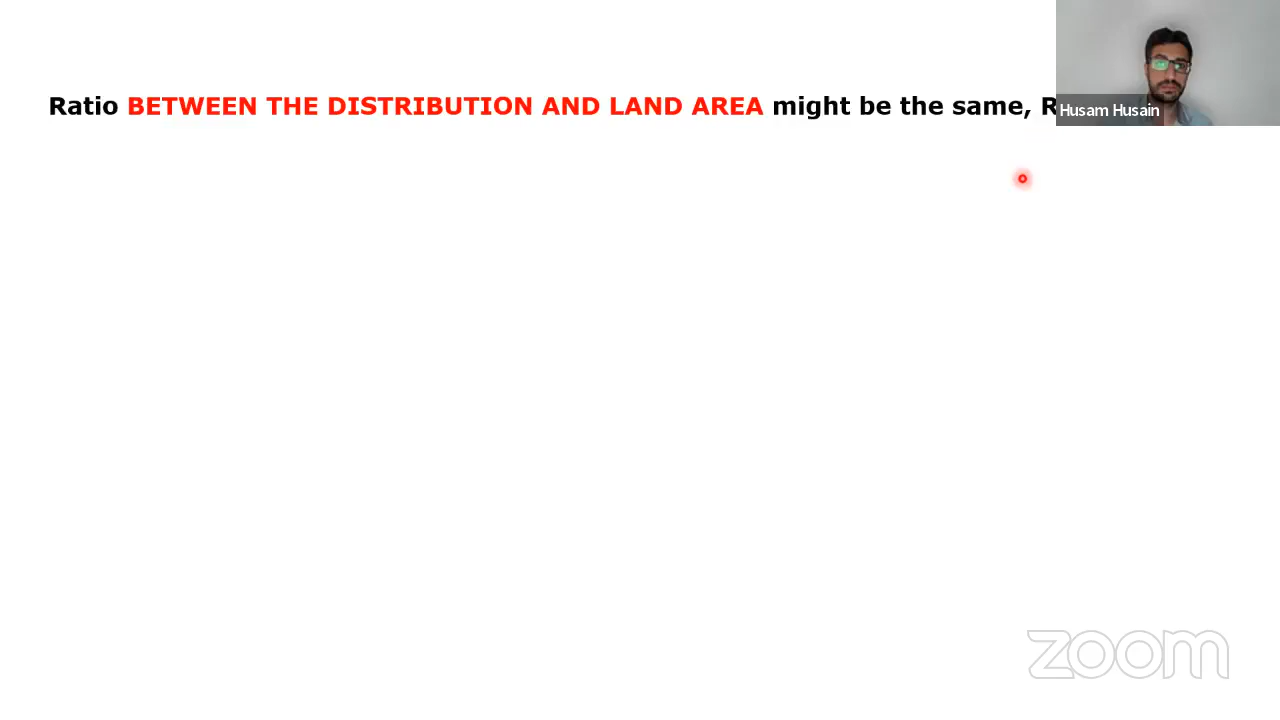 Ratio BETWEEN THE DISTRIBUTION AND LAND AREA might be the same, R
Husam Husain
zoom